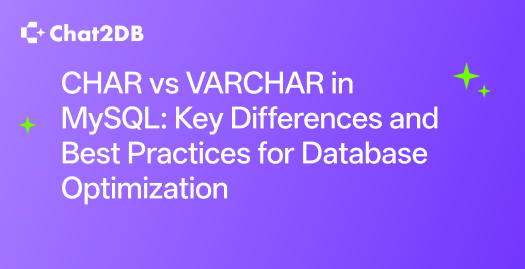 Chat2DB
CHAR vs VARCHAR in
MySQL: Key Differences and
Best Practices for Database
Optimization